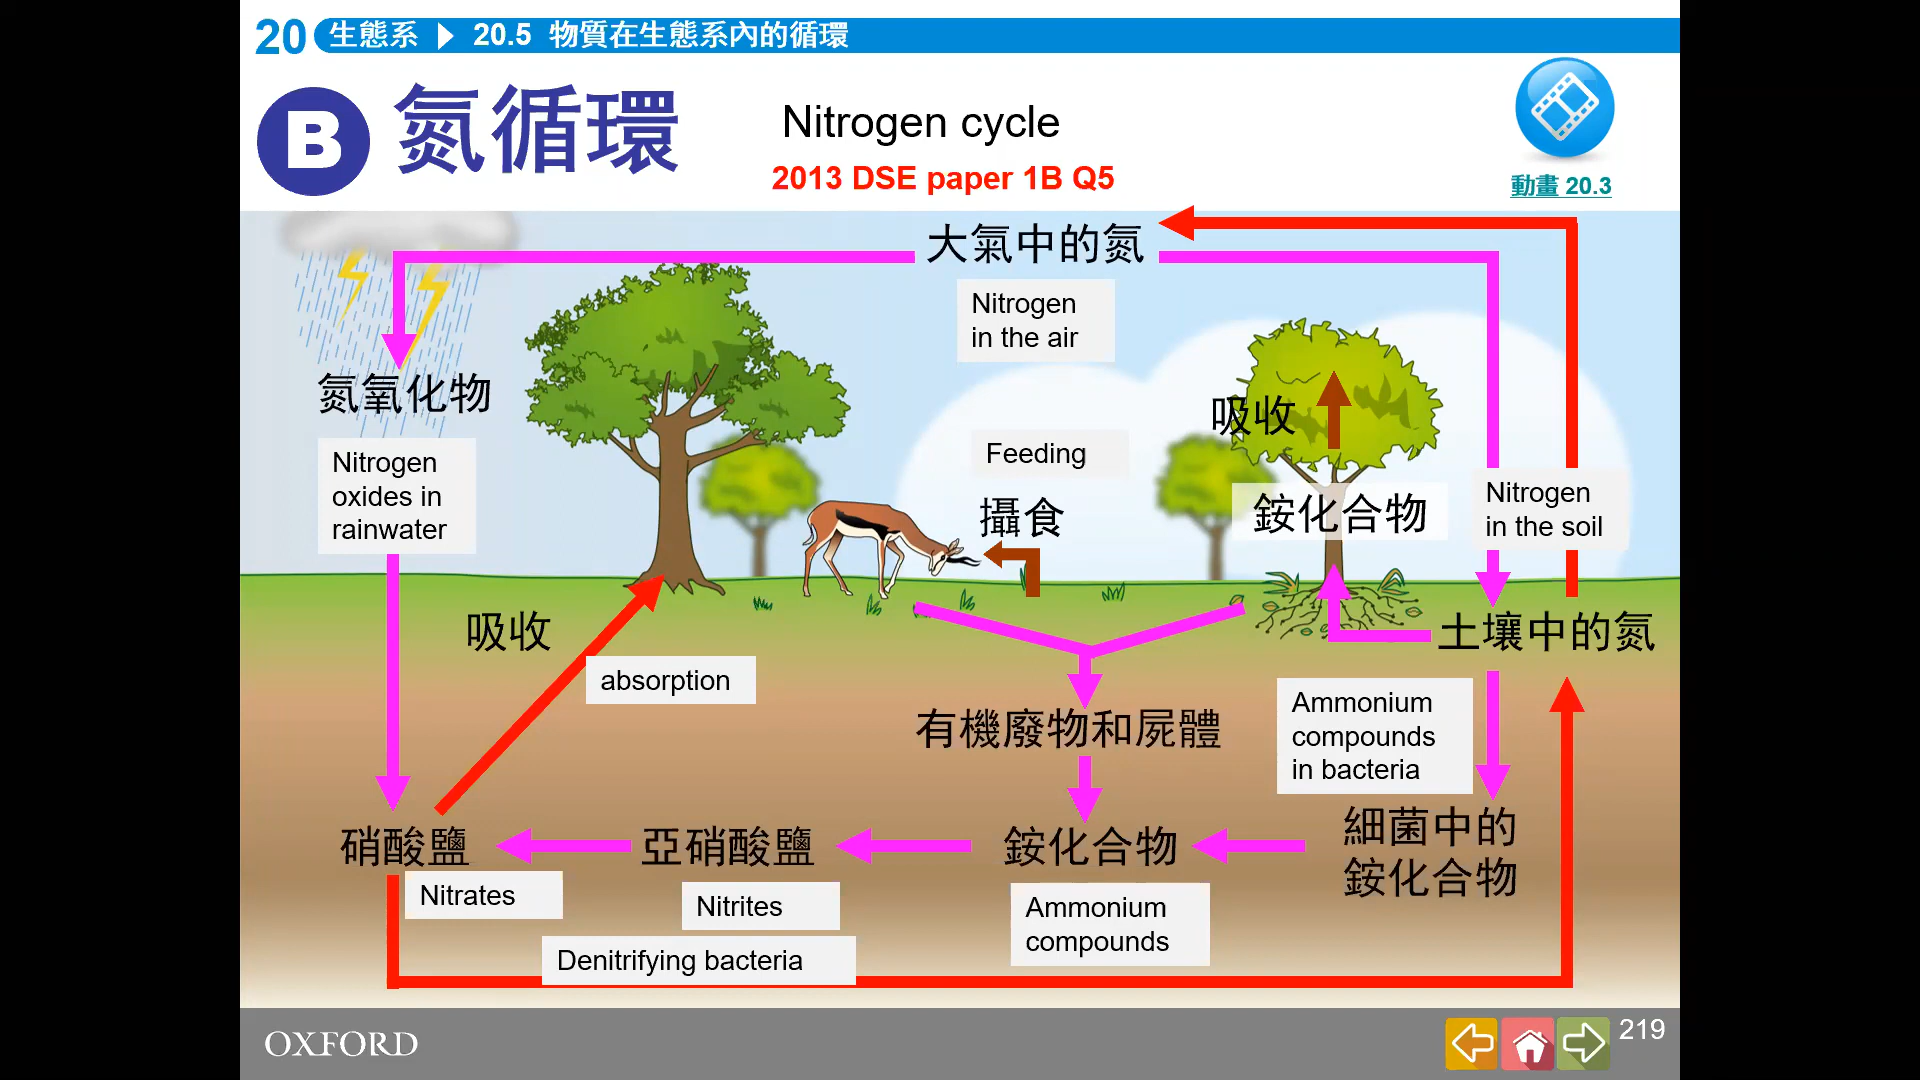 20 生態系 ▶ 20.5 物質在生態系內的循環
B 氮循環
Nitrogen cycle
2013 DSE paper 1B Q5
動畫 20.3
大氣中的氮
Nitrogen
in the air
氮氧化物
Nitrogen
oxides in
rainwater
Feeding
攝食
吸收
銨化合物
Nitrogen
in the soil
土壤中的氮
吸收
absorption
有機廢物和屍體
Ammonium
compounds
in bacteria
細菌中的
銨化合物
銨化合物
Ammonium
compounds
亞硝酸鹽
Nitrites
硝酸鹽
Nitrates
Denitrifying bacteria
OXFORD
219